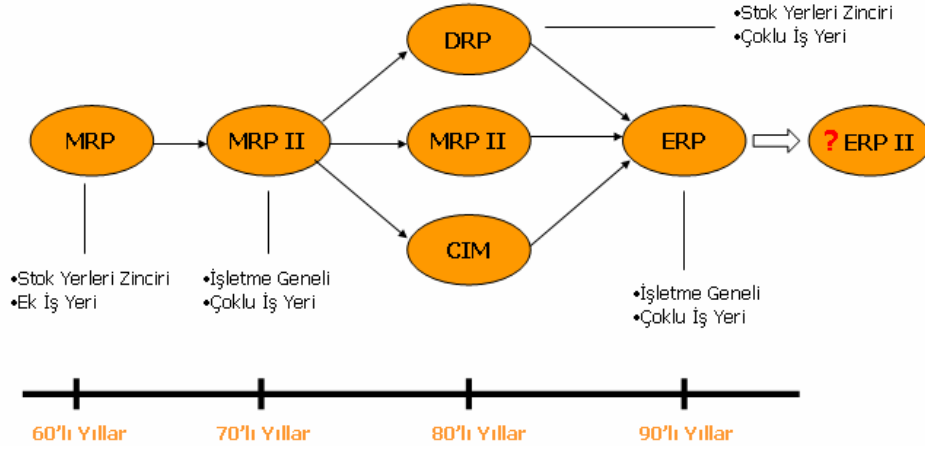 DRP
•Stok Yerleri Zinciri
•Çoklu İş Yeri
MRP
MRP II
MRP II
ERP
? ERP II
CIM
•Stok Yerleri Zinciri
•Ek İş Yeri
•İşletme Geneli
•Çoklu İş Yeri
•İşletme Geneli
•Çoklu İş Yeri
60'lı Yıllar
70'lı Yıllar
80'lı Yıllar
90'lı Yıllar